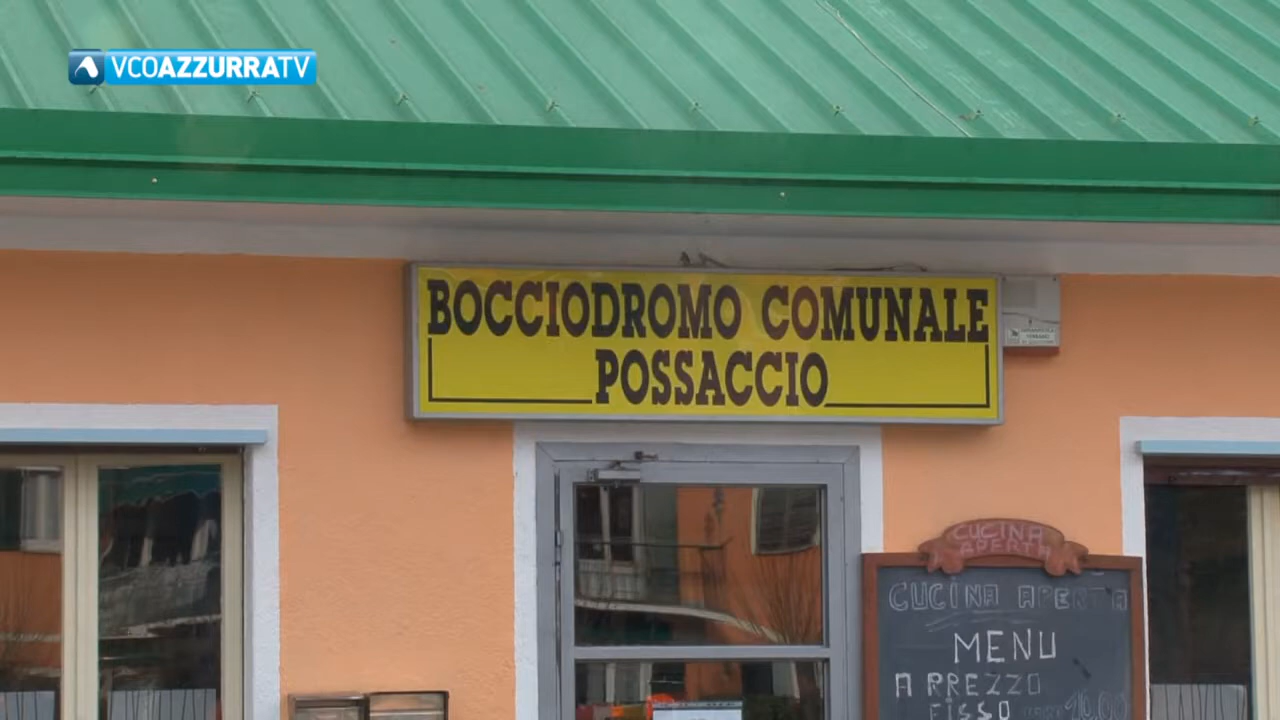 VCOAZZURRATV
BOCCIODROMO COMUNALE
POSSACCIO
CUCINA
APERTA
CUCINA APERTA
MENU
A PREZZO
FISSO